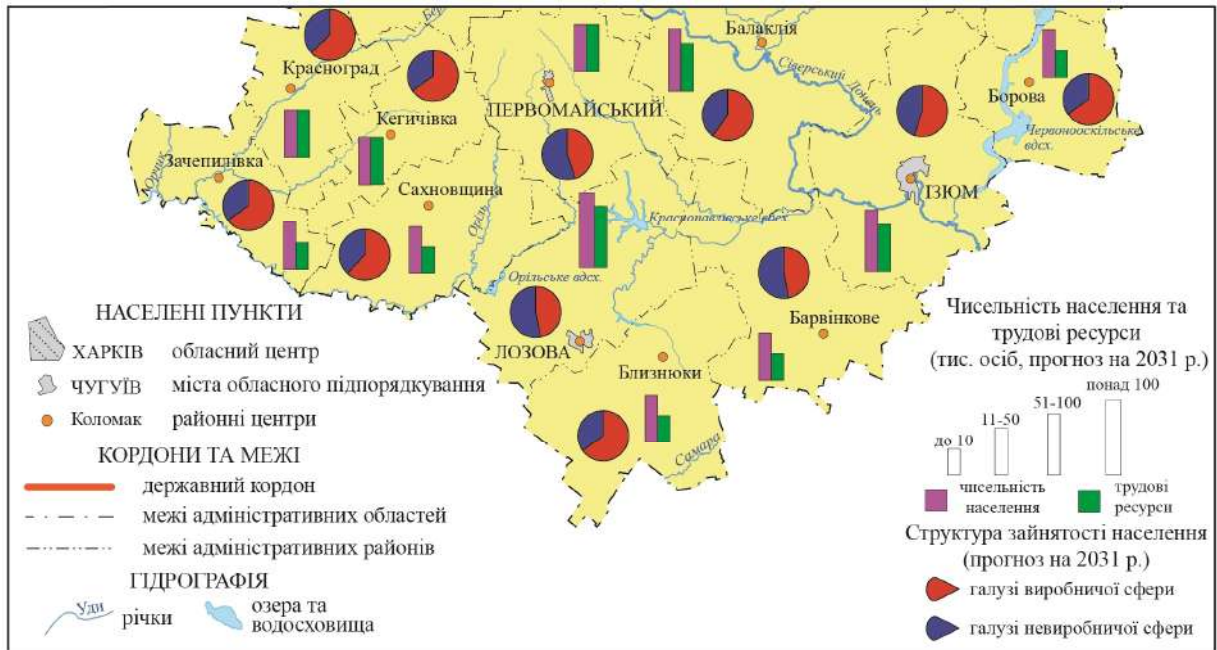 Балаклія
Бер
Сіверський Донець
Красноград
Борова
ПЕРВОМАЙСЬКИЙ
Кегичівка
Червонооскільське
вдсх.
Зачепилівка
Сахновщина
ІЗЮМ
Оріль
Краснопавлівське вдсх.
Орільське вдсх.
Барвінкове
ЛОЗОВА
Близнюки
Самара
НАСЕЛЕНІ ПУНКТИ
ХАРКІВ обласний центр
ЧУГУЇВ міста обласного підпорядкування
Коломак районні центри
КОРДОНИ ТА МЕЖІ
державний кордон
межі адміністративних областей
межі адміністративних районів
ГІДРОГРАФІЯ
Уди
річки
озера та
водосховища
Чисельність населення та
трудові ресурси
(тис. осіб, прогноз на 2031 р.)
до 10
11-50
51-100
понад 100
чисельність
населення
трудові
ресурси
Структура зайнятості населення
(прогноз на 2031 р.)
галузі виробничої сфери
галузі невиробничої сфери